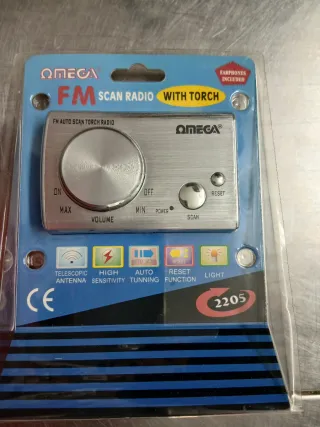 OMEGA
EARPHONES
INCLUDED
FM SCAN RADIO WITH TORCH
FM AUTO SCAN TORCH RADIO
OMEGA®
ON
OFF
RESET
MAX
MIN
POWER
VOLUME
SCAN
TELESCOPIC
ANTENNA
HIGH
SENSITIVITY
AUTO
TUNNING
RESET
FUNCTION
LIGHT
CE
2205